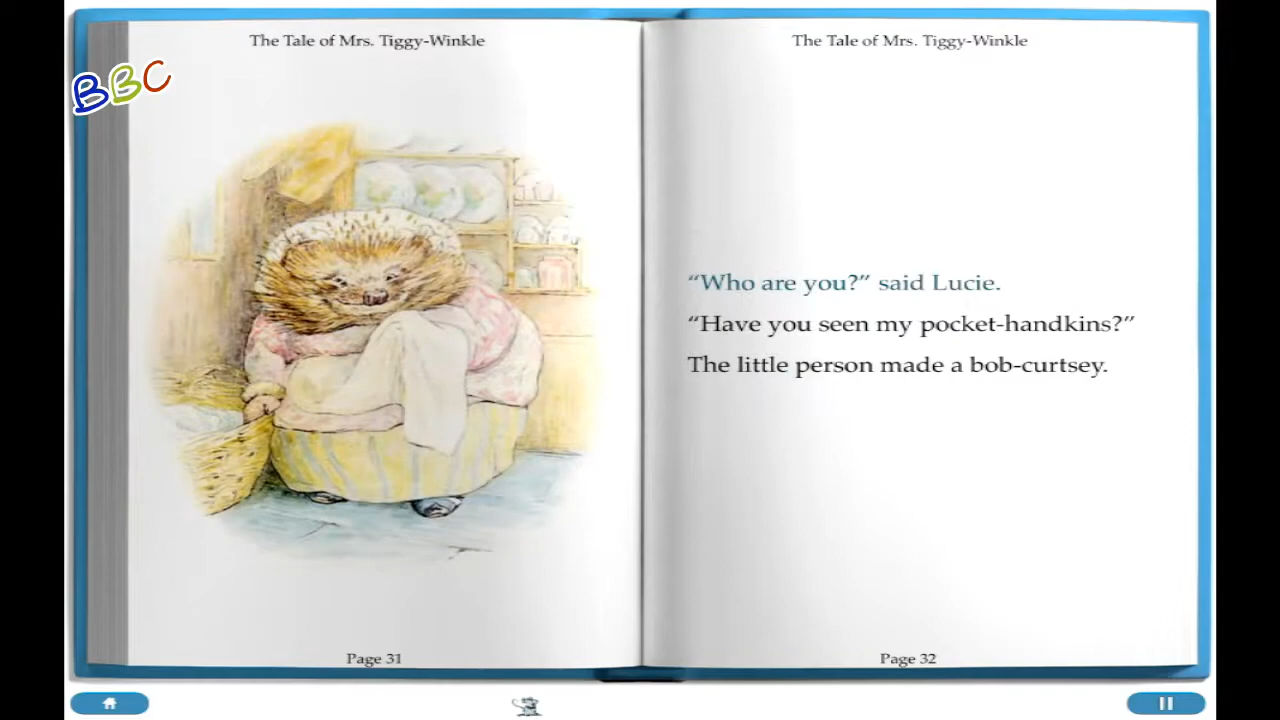 The Tale of Mrs. Tiggy-Winkle
The Tale of Mrs. Tiggy-Winkle
BBC
“Who are you?” said Lucie.
“Have you seen my pocket-handkins?”
The little person made a bob-curtsey.
Page 31
Page 32